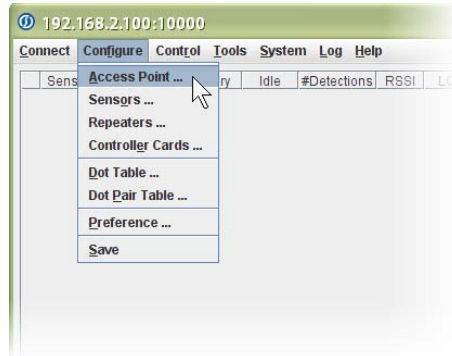 192.168.2.100:10000
Connect Configure Control Tools System Log Help
Sens ry Idle #Detections RSSI
Access Point ...
Sensors ...
Repeaters ...
Controller Cards ...
Dot Table ...
Dot Pair Table ...
Preference ...
Save